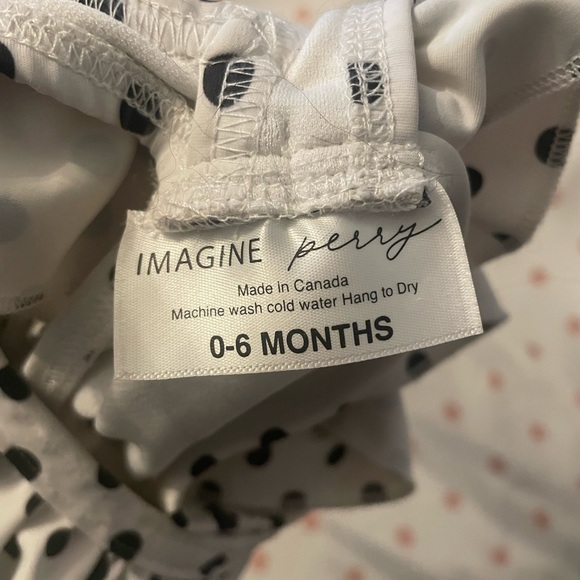 IMAGINE perry
Made in Canada
Machine wash cold water Hang to Dry
0-6 MONTHS